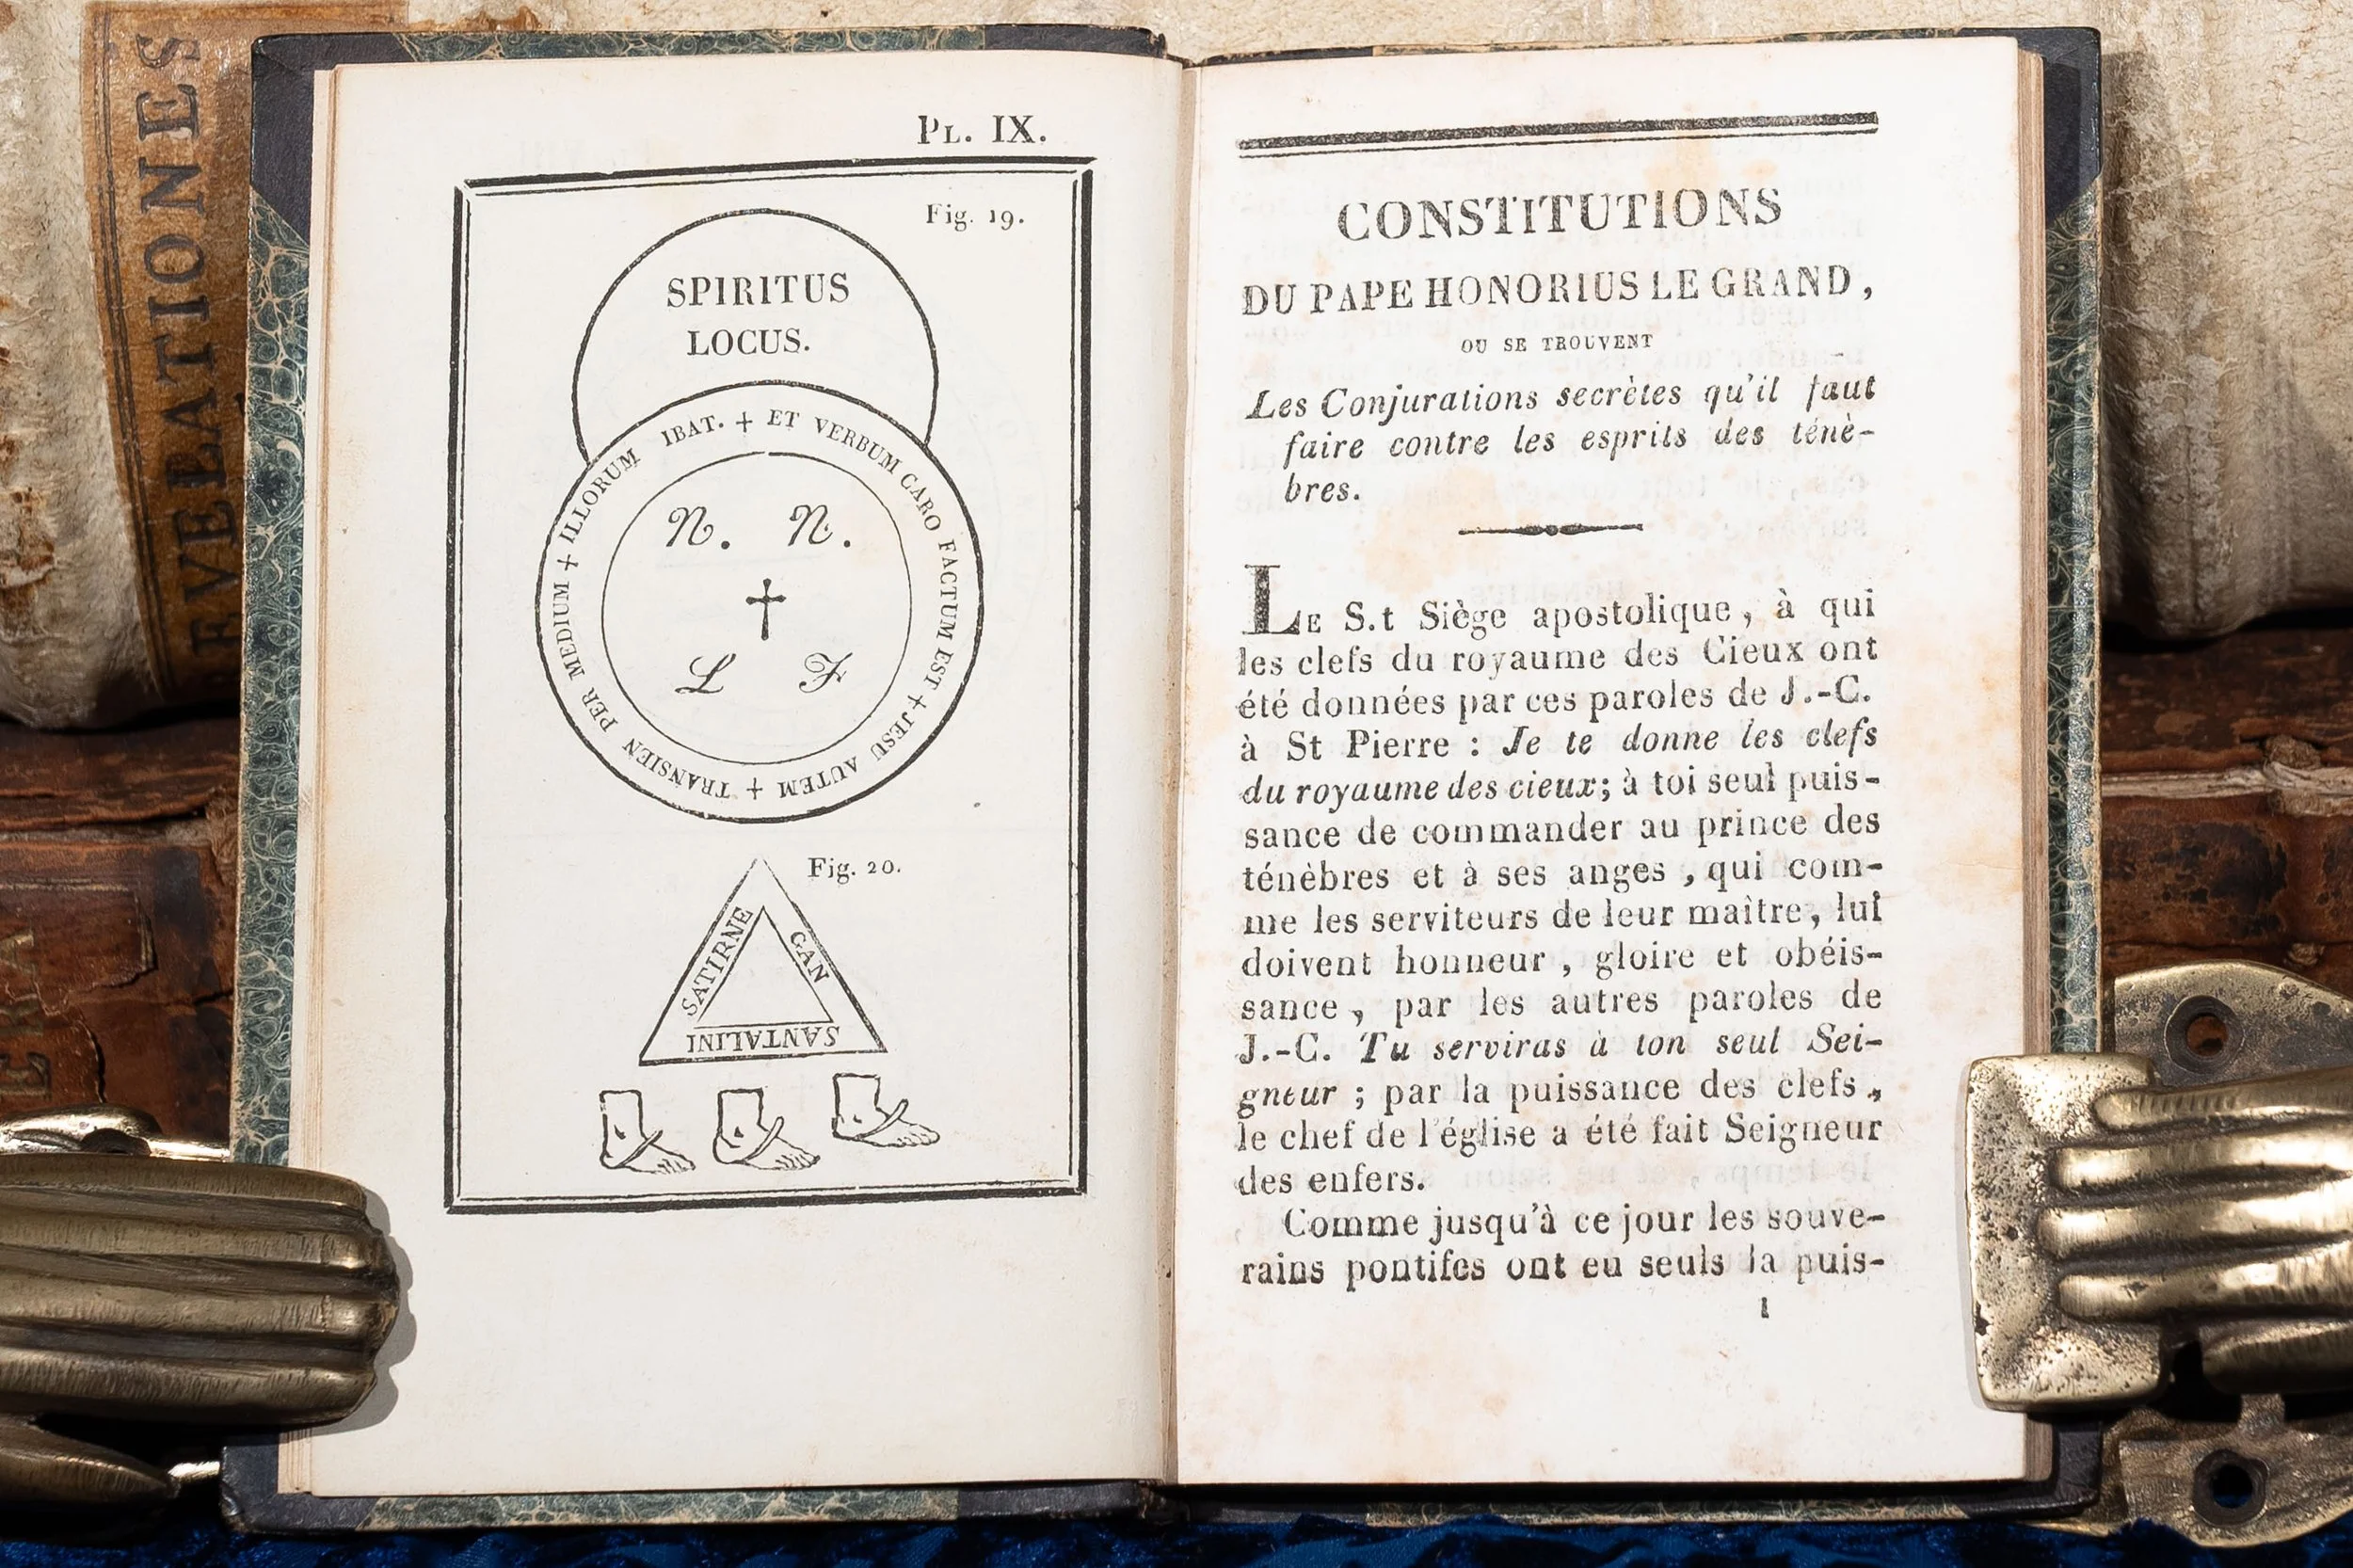 EVELATIONES
PL. IX.
Fig. 19.
SPIRITUS
LOCUS.
IBAT. + ET VERBUM CARO FACTUM EST + JESU AUTEM + TRANSIEN PER MEDIUM + ILLORUM
N. N.
L F
Fig. 20.
SATIRNE
GAN
SANTALINI
CONSTITUTIONS
DU PAPE HONORIUS LE GRAND,
OU SE TROUVENT
Les Conjurations secrètes qu'il faut
faire contre les esprits des ténè-
bres.
LE S.t Siège apostolique, à qui
les clefs du royaume des Cieux ont
été données par ces paroles de J.-C.
à St Pierre : Je te donne les clefs
du royaume des cieux; à toi seul puis-
sance de commander au prince des
ténèbres et à ses anges, qui com-
me les serviteurs de leur maître, lui
doivent honneur, gloire et obéis-
sance, par les autres paroles de
J.-C. Tu serviras à ton seul Sei-
gneur ; par la puissance des clefs,
le chef de l'église a été fait Seigneur
des enfers.
Comme jusqu'à ce jour les souve-
rains pontifes ont eu seuls la puis-
1